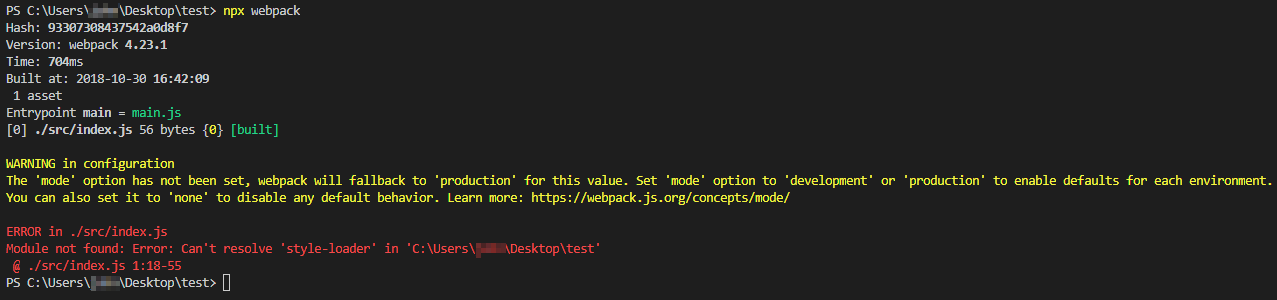 PS C:\Users\ \Desktop\test> npx webpack
Hash: 93307308437542a0d8f7
Version: webpack 4.23.1
Time: 704ms
Built at: 2018-10-30 16:42:09
 1 asset
Entrypoint main = main.js
[0] ./src/index.js 56 bytes {0} [built]

WARNING in configuration
The 'mode' option has not been set, webpack will fallback to 'production' for this value. Set 'mode' option to 'development' or 'production' to enable defaults for each environment.
You can also set it to 'none' to disable any default behavior. Learn more: https://webpack.js.org/concepts/mode/

ERROR in ./src/index.js
Module not found: Error: Can't resolve 'style-loader' in 'C:\Users\ \Desktop\test'
 @ ./src/index.js 1:18-55
PS C:\Users\ \Desktop\test>